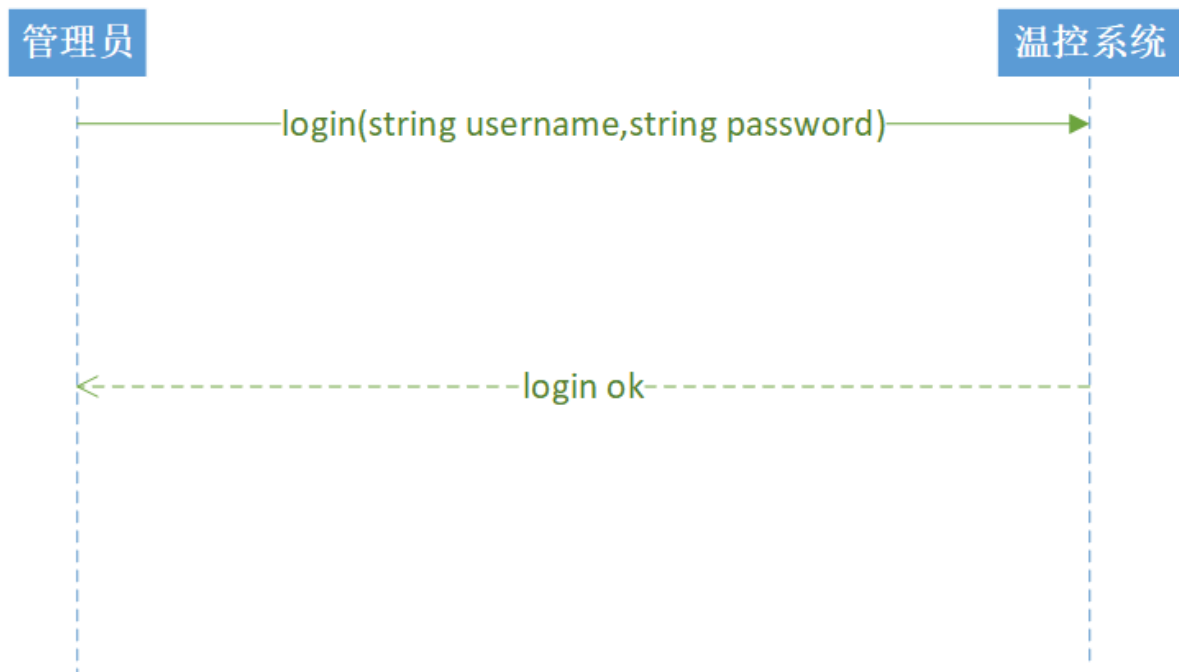 管理员
温控系统
login(string username,string password)
login ok